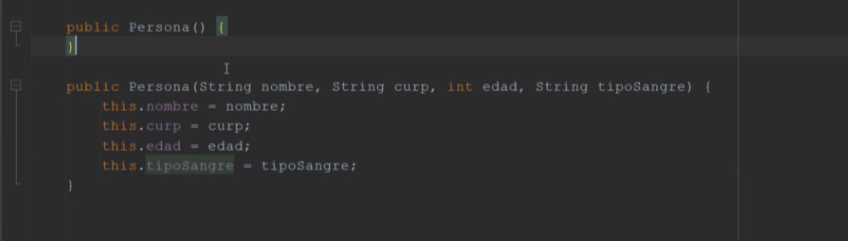 public Persona() {
}
public Persona(String nombre, String curp, int edad, String tipoSangre) {
this.nombre = nombre;
this.curp = curp;
this.edad = edad;
this.tipoSangre = tipoSangre;
}